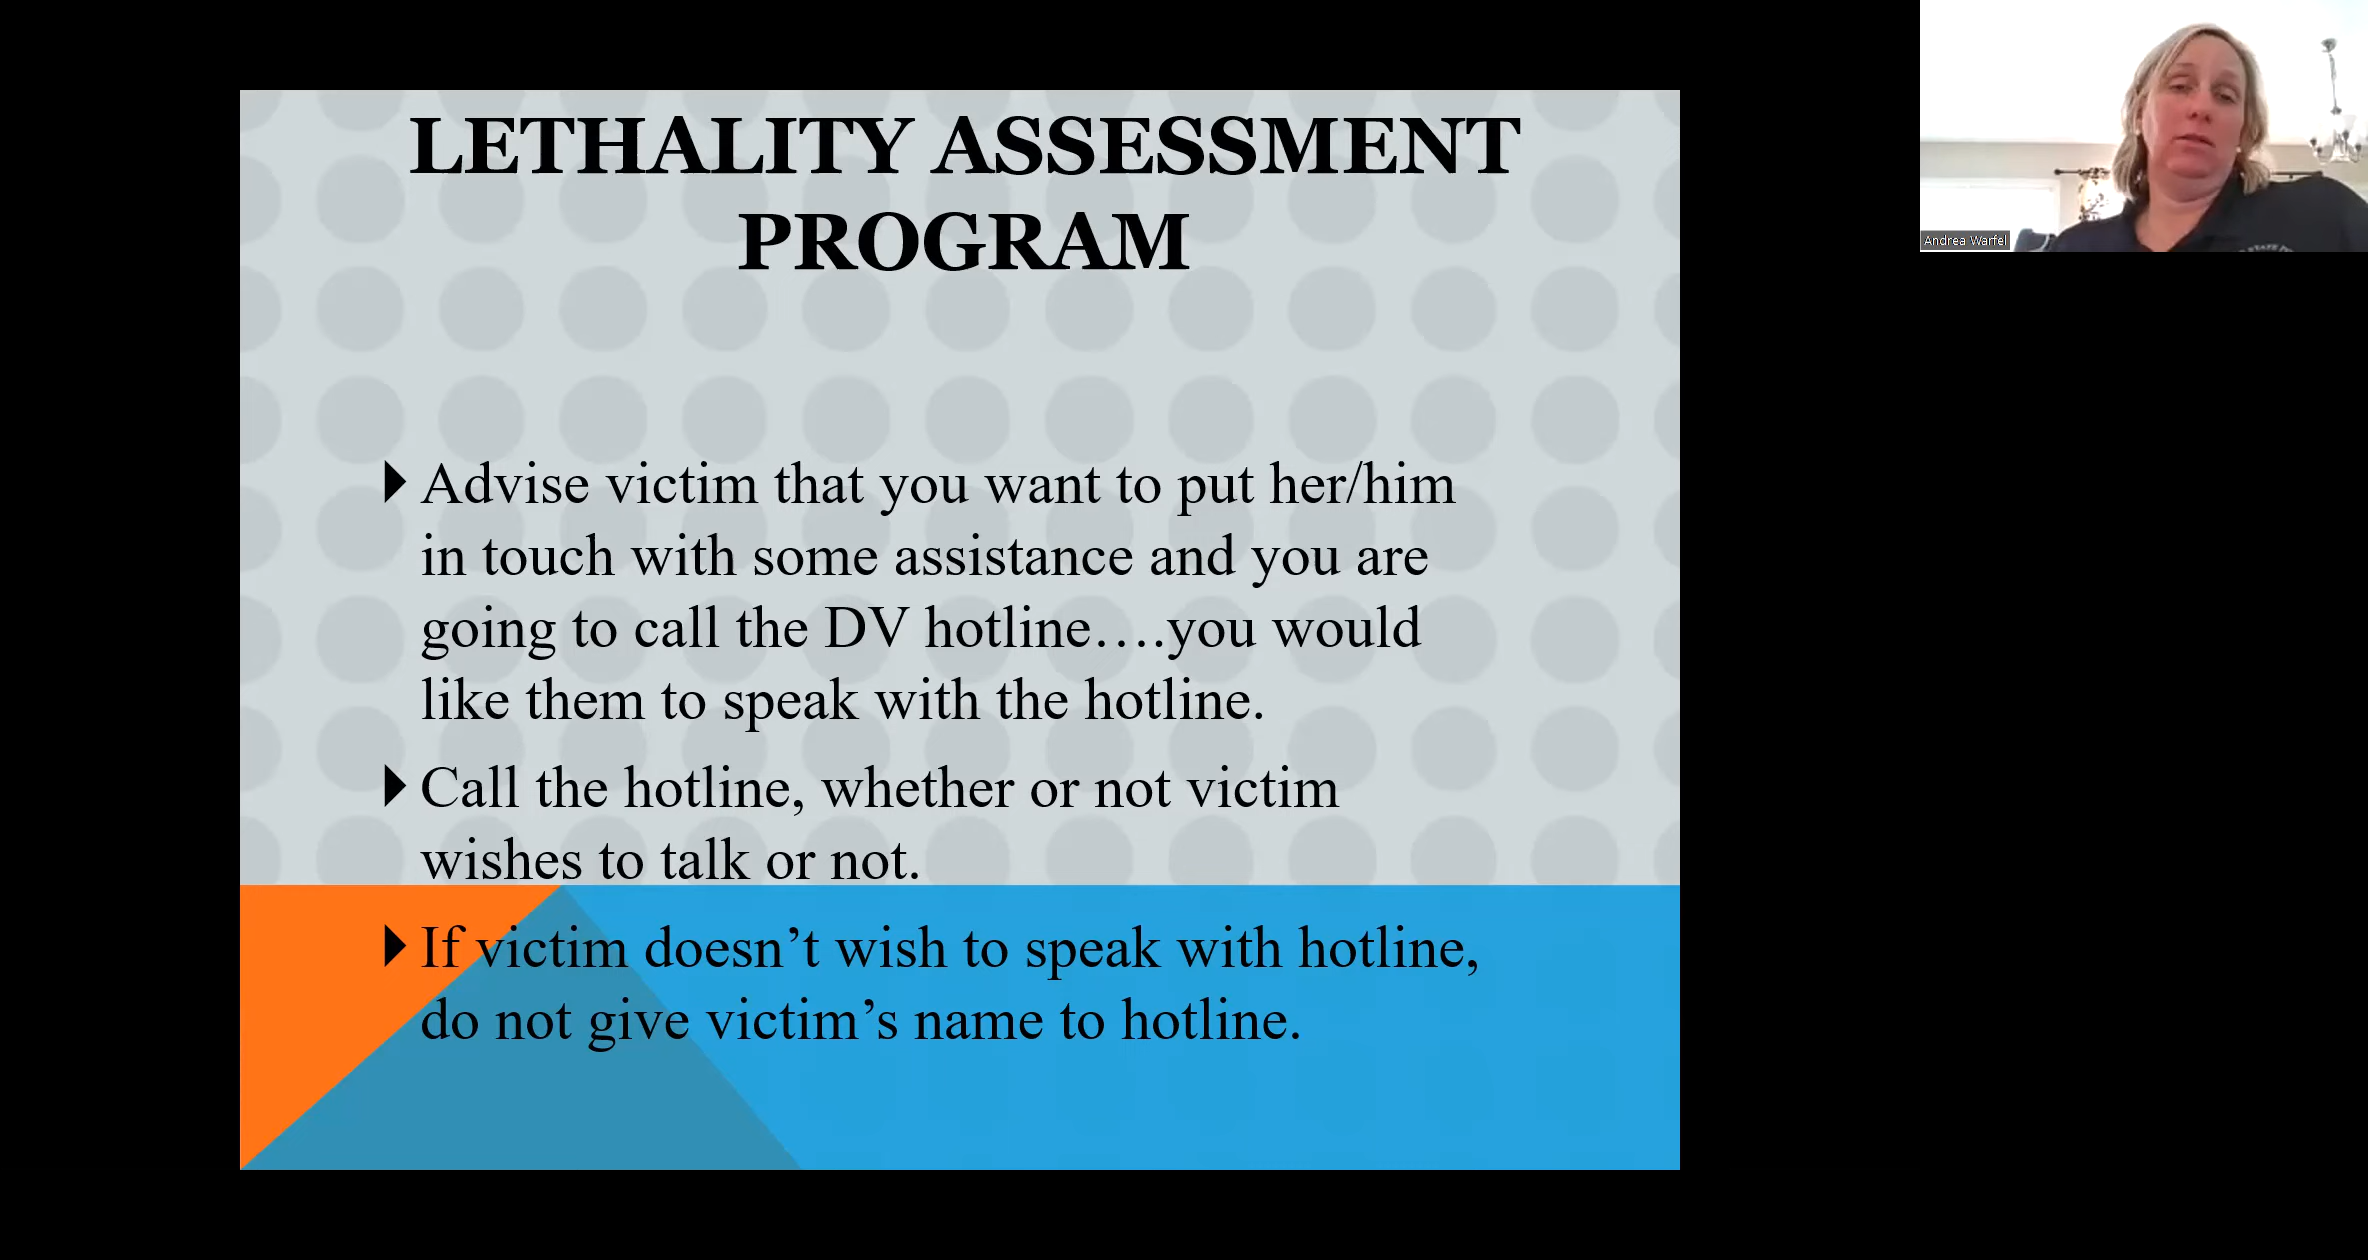 LETHALITY ASSESSMENT
PROGRAM
Advise victim that you want to put her/him
in touch with some assistance and you are
going to call the DV hotline….you would
like them to speak with the hotline.
Call the hotline, whether or not victim
wishes to talk or not.
If victim doesn’t wish to speak with hotline,
do not give victim’s name to hotline.
Andrea Warfel
STATE